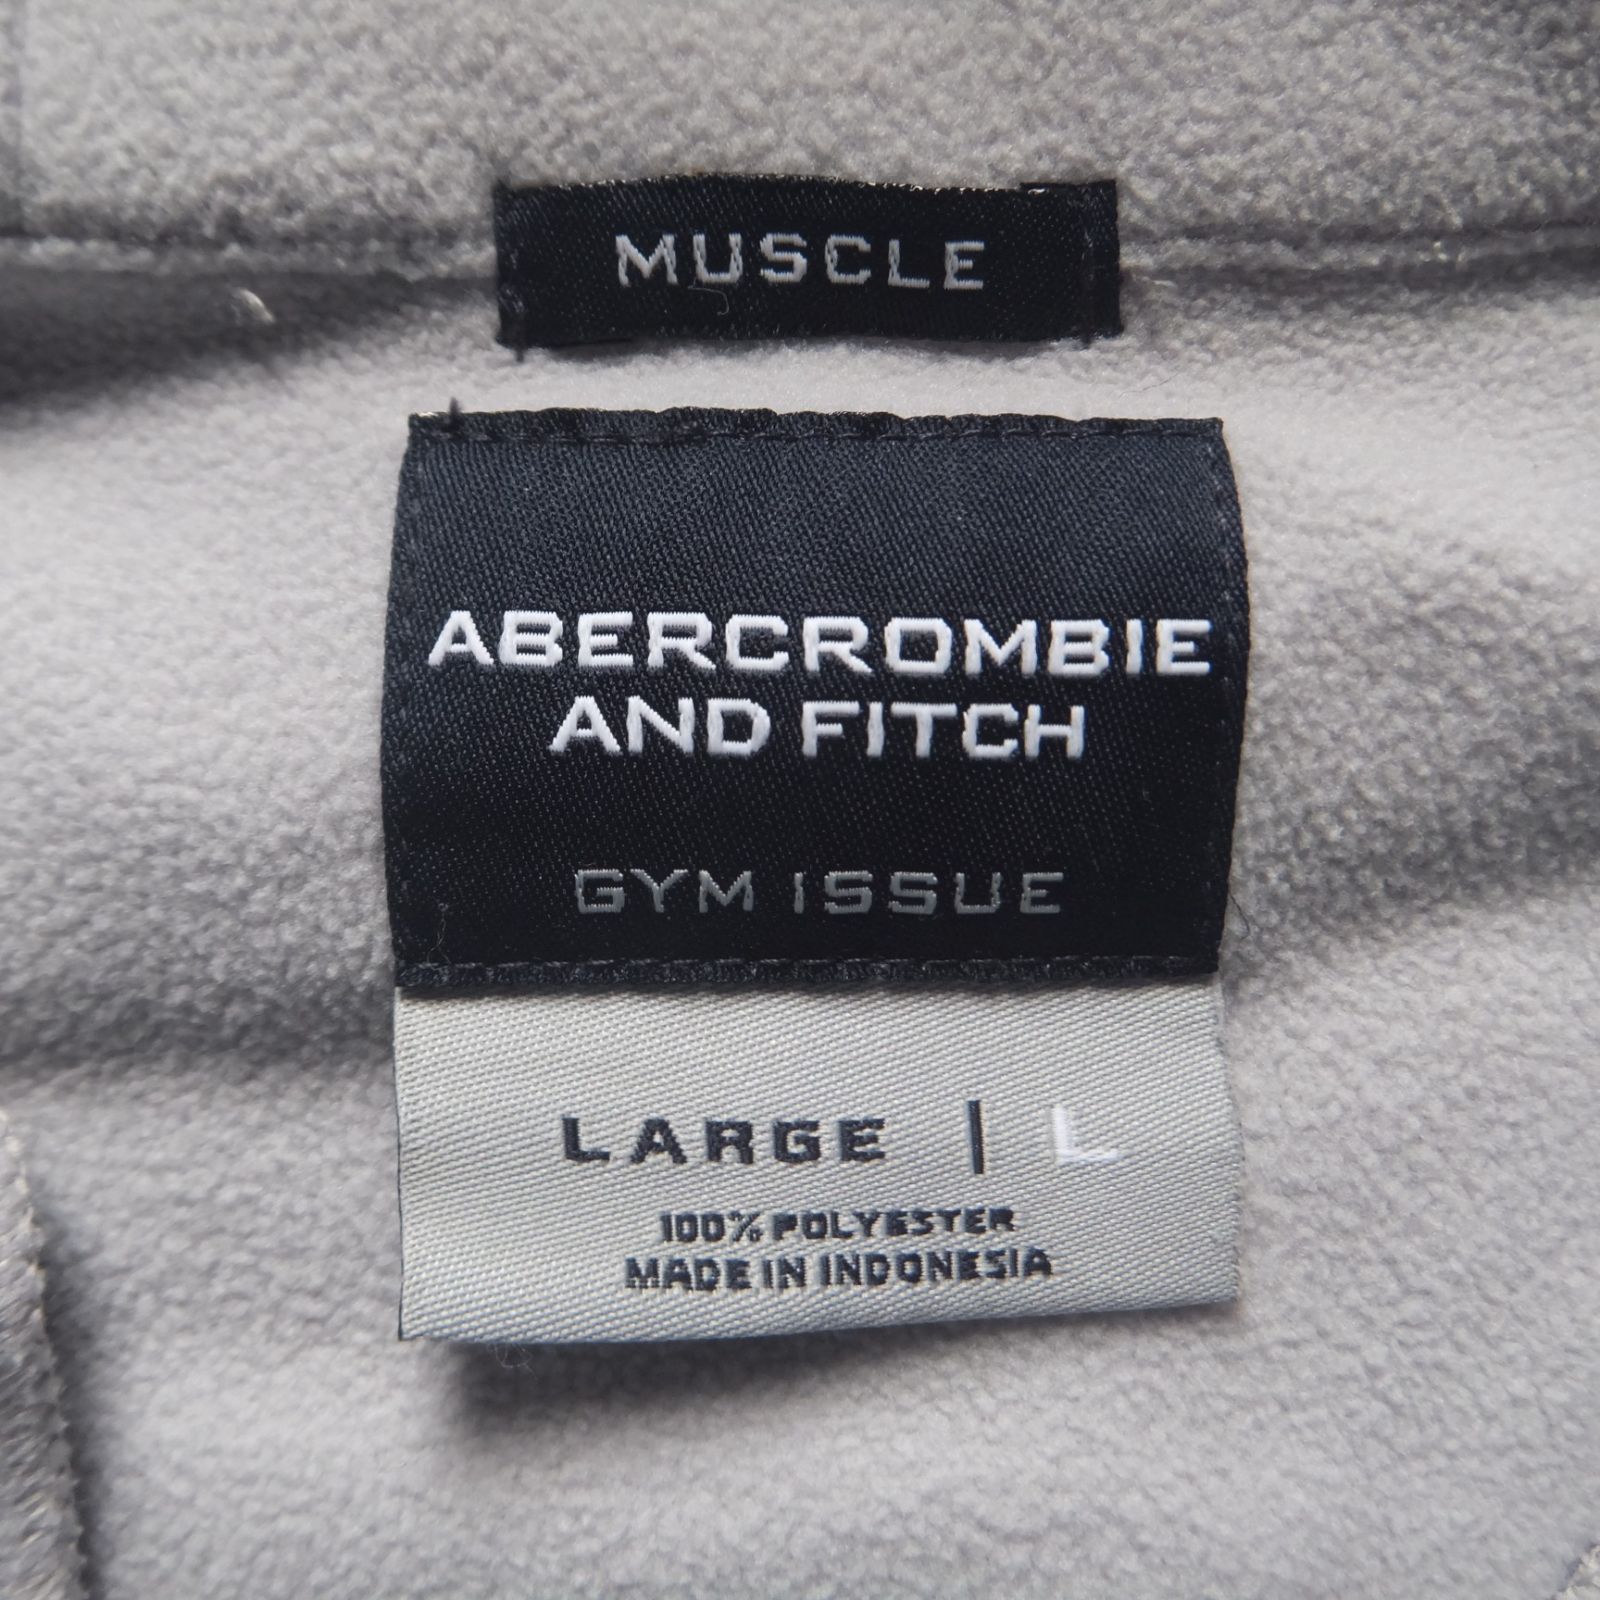 MUSCLE
ABERCROMBIE
AND FITCH
GYM ISSUE
LARGE | L
100% POLYESTER
MADE IN INDONESIA